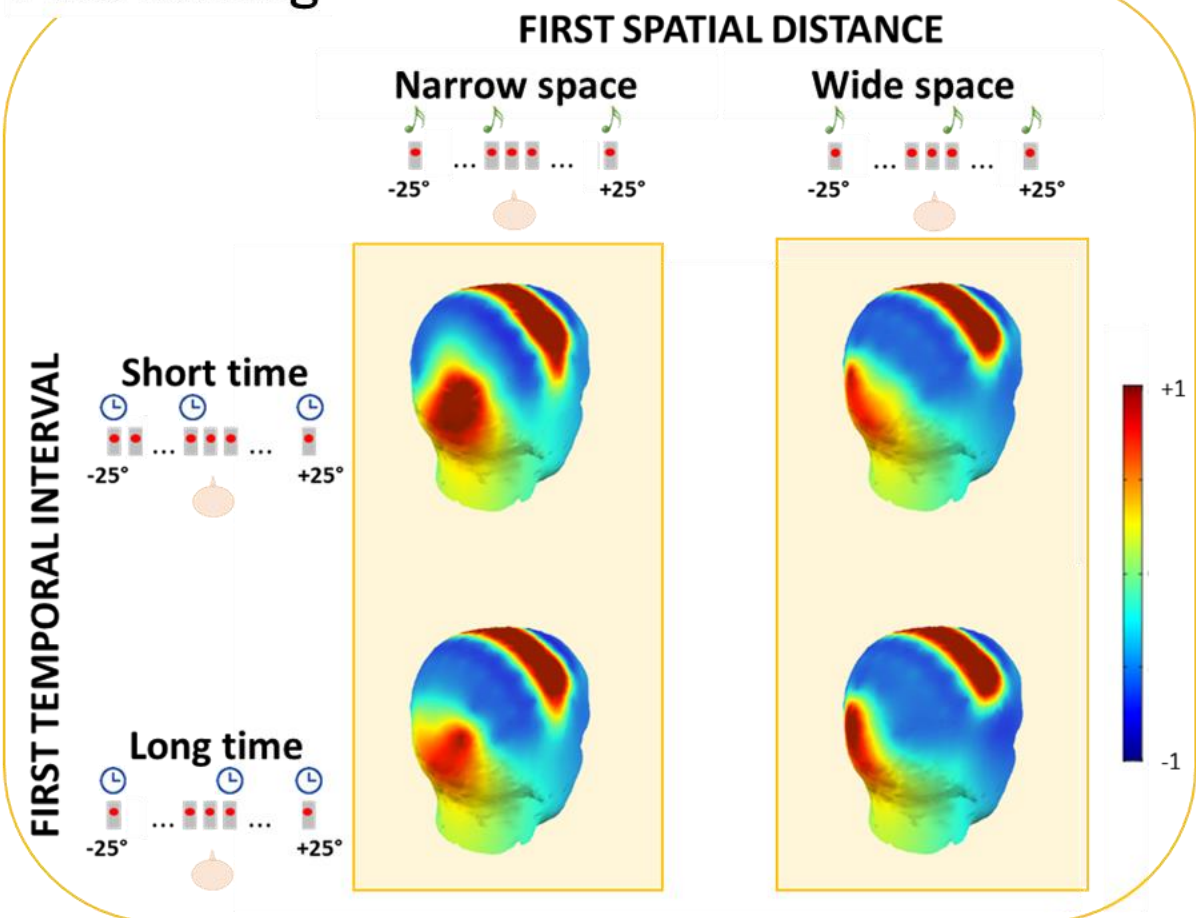 FIRST SPATIAL DISTANCE
Narrow space
Wide space
... ...
-25° +25°
... ...
-25° +25°
FIRST TEMPORAL INTERVAL
Short time
... ...
-25° +25°
Long time
... ...
-25° +25°
+1
-1